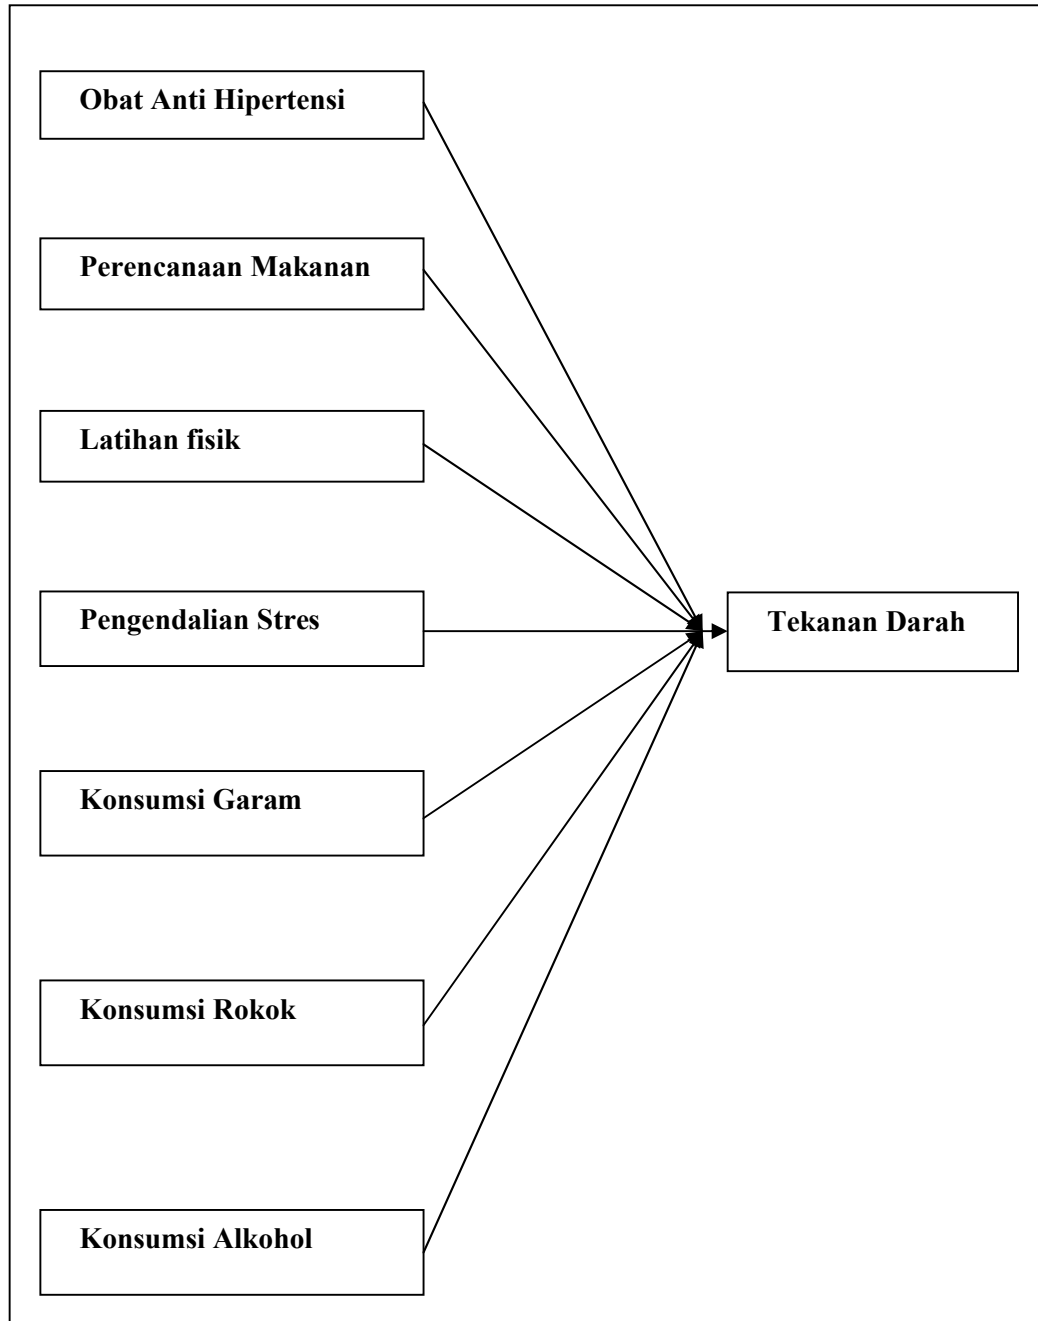 Obat Anti Hipertensi
Perencanaan Makanan
Latihan fisik
Pengendalian Stres
Tekanan Darah
Konsumsi Garam
Konsumsi Rokok
Konsumsi Alkohol